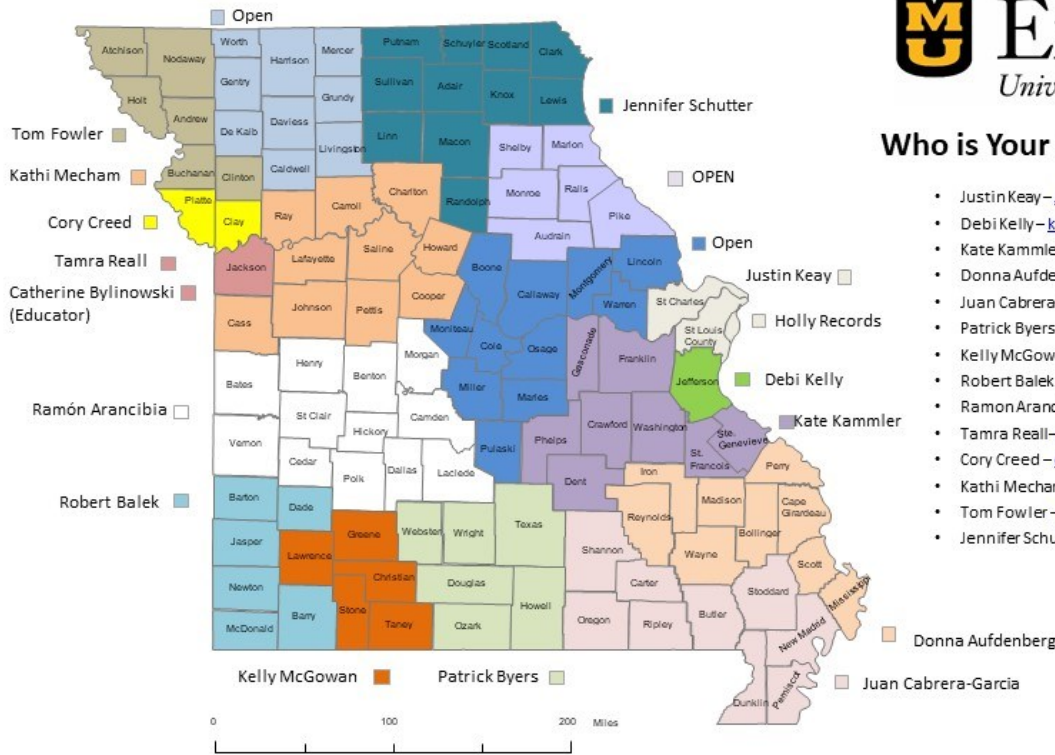 Open
Atchison
Nodaway
Worth
Harrison
Mercer
Putnam
Schuyler
Scotland
Clark
Holt
Gentry
Grundy
Sullivan
Adair
Knox
Lewis
Andrew
De Kalb
Daviess
Livingston
Linn
Macon
Jennifer Schutter
Tom Fowler
Buchanan
Clinton
Caldwell
Shelby
Marion
Kathi Mecham
Platte
Clay
Ray
Carroll
Chariton
Randolph
Monroe
Ralls
Pike
OPEN
Cory Creed
Audrain
Tamra Reall
Jackson
Lafayette
Saline
Howard
Boone
Callaway
Montgomery
Lincoln
Open
Catherine Bylinowski
(Educator)
Cass
Johnson
Pettis
Cooper
Warren
St Charles
Justin Keay
Moniteau
Cole
Osage
Gasconade
Franklin
St Louis
County
Holly Records
Bates
Henry
Benton
Morgan
Miller
Maries
Jefferson
Debi Kelly
Ramón Arancibia
St Clair
Hickory
Camden
Crawford
Washington
Kate Kammler
Vernon
Cedar
Polk
Dallas
Laclede
Pulaski
Phelps
Dent
St.
Francois
Ste.
Genevieve
Perry
Iron
Robert Balek
Barton
Dade
Greene
Webster
Wright
Texas
Reynolds
Madison
Bollinger
Cape
Girardeau
Jasper
Lawrence
Christian
Shannon
Wayne
Scott
Newton
Stone
Douglas
Howell
Carter
Stoddard
Mississippi
McDonald
Barry
Taney
Ozark
Oregon
Ripley
Butler
New Madrid
Donna Aufdenberg
Kelly McGowan
Patrick Byers
Dunklin
Pemiscot
Juan Cabrera-Garcia
0
100
200
Miles
MU
Univ
Who is Your
• Justin Keay –
• Debi Kelly – k
• Kate Kammle
• Donna Aufde
• Juan Cabrera
• Patrick Byers
• Kelly McGow
• Robert Balek
• Ramon Aranc
• Tamra Reall–
• Cory Creed –
• Kathi Mechar
• Tom Fowler –
• Jennifer Schu